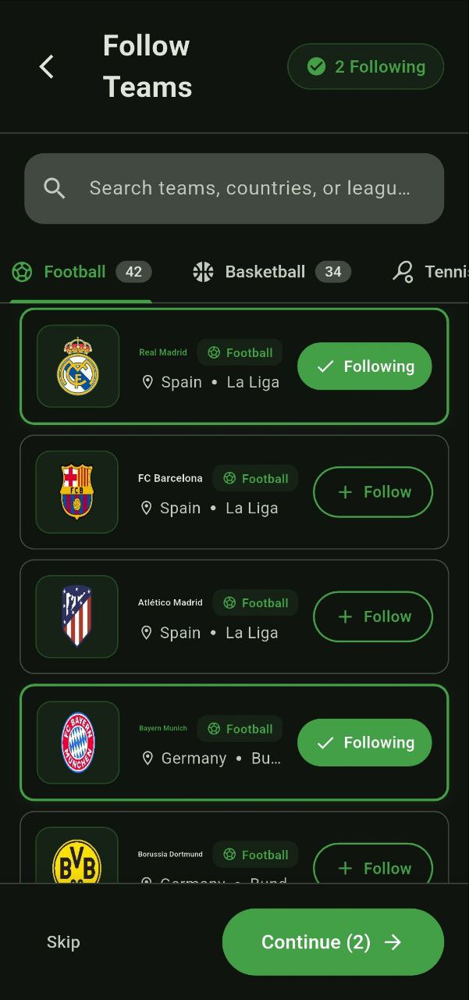 Follow
Teams
2 Following
Search teams, countries, or leagu...
Football 42 Basketball 34 Tenni
Real Madrid Football
Spain • La Liga
Following
FC Barcelona Football
Spain • La Liga
FCB
+ Follow
Atlético Madrid Football
Spain • La Liga
+ Follow
FC BAYERN
MÜNCHEN
Bayern Munich Football
Germany • Bu...
Following
BVB
09
Borussia Dortmund Football
Germany • Bund
+ Follow
Skip
Continue (2) →